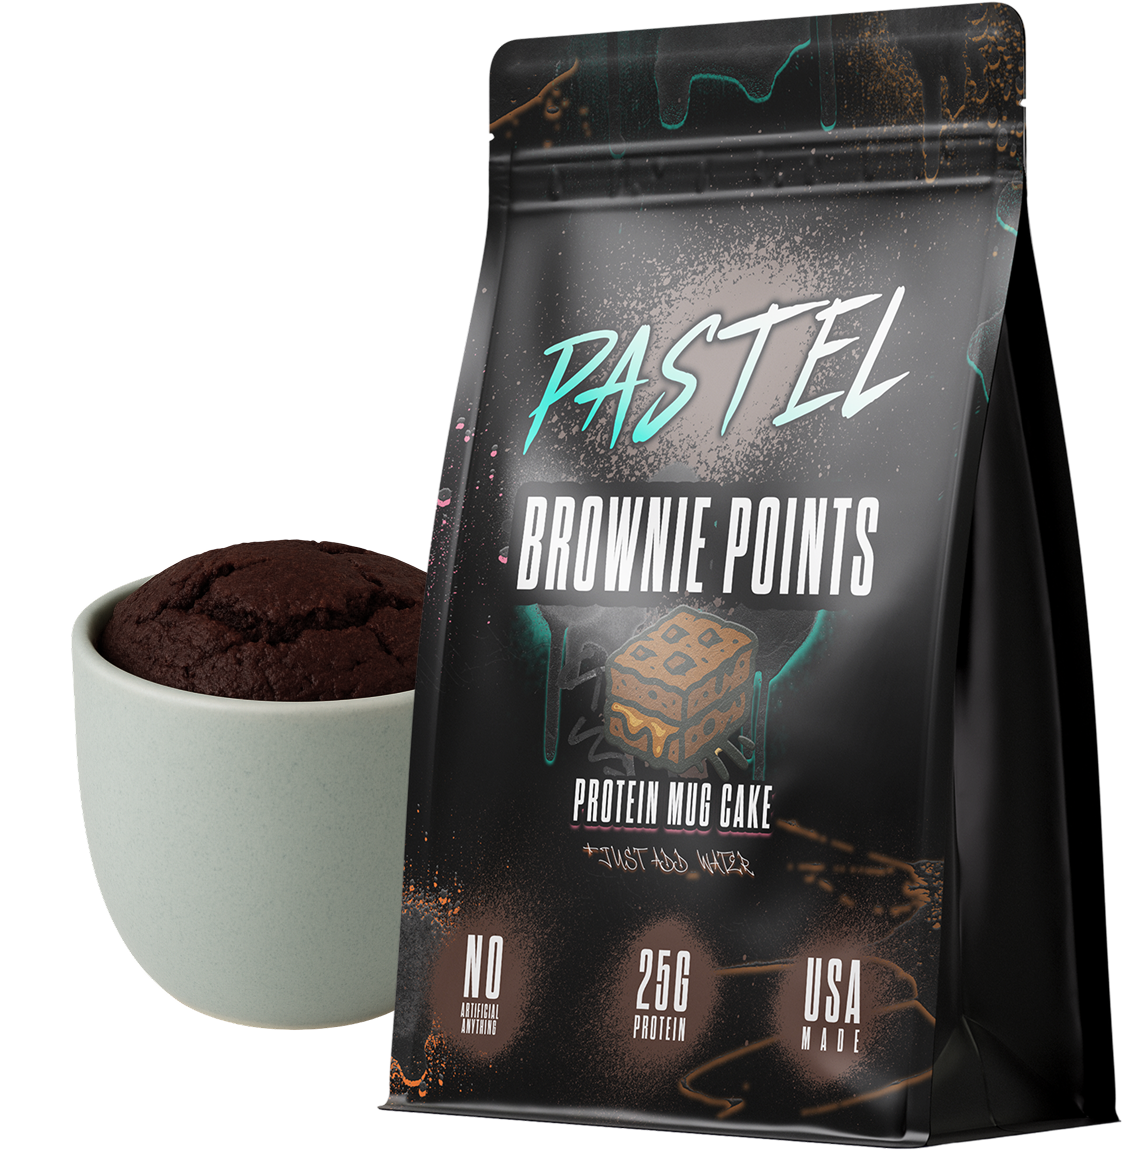 PASTEL
BROWNIE POINTS
PROTEIN MUG CAKE
+JUST ADD WATER
NO
ARTIFICIAL
ANYTHING
25G
PROTEIN
USA
MADE